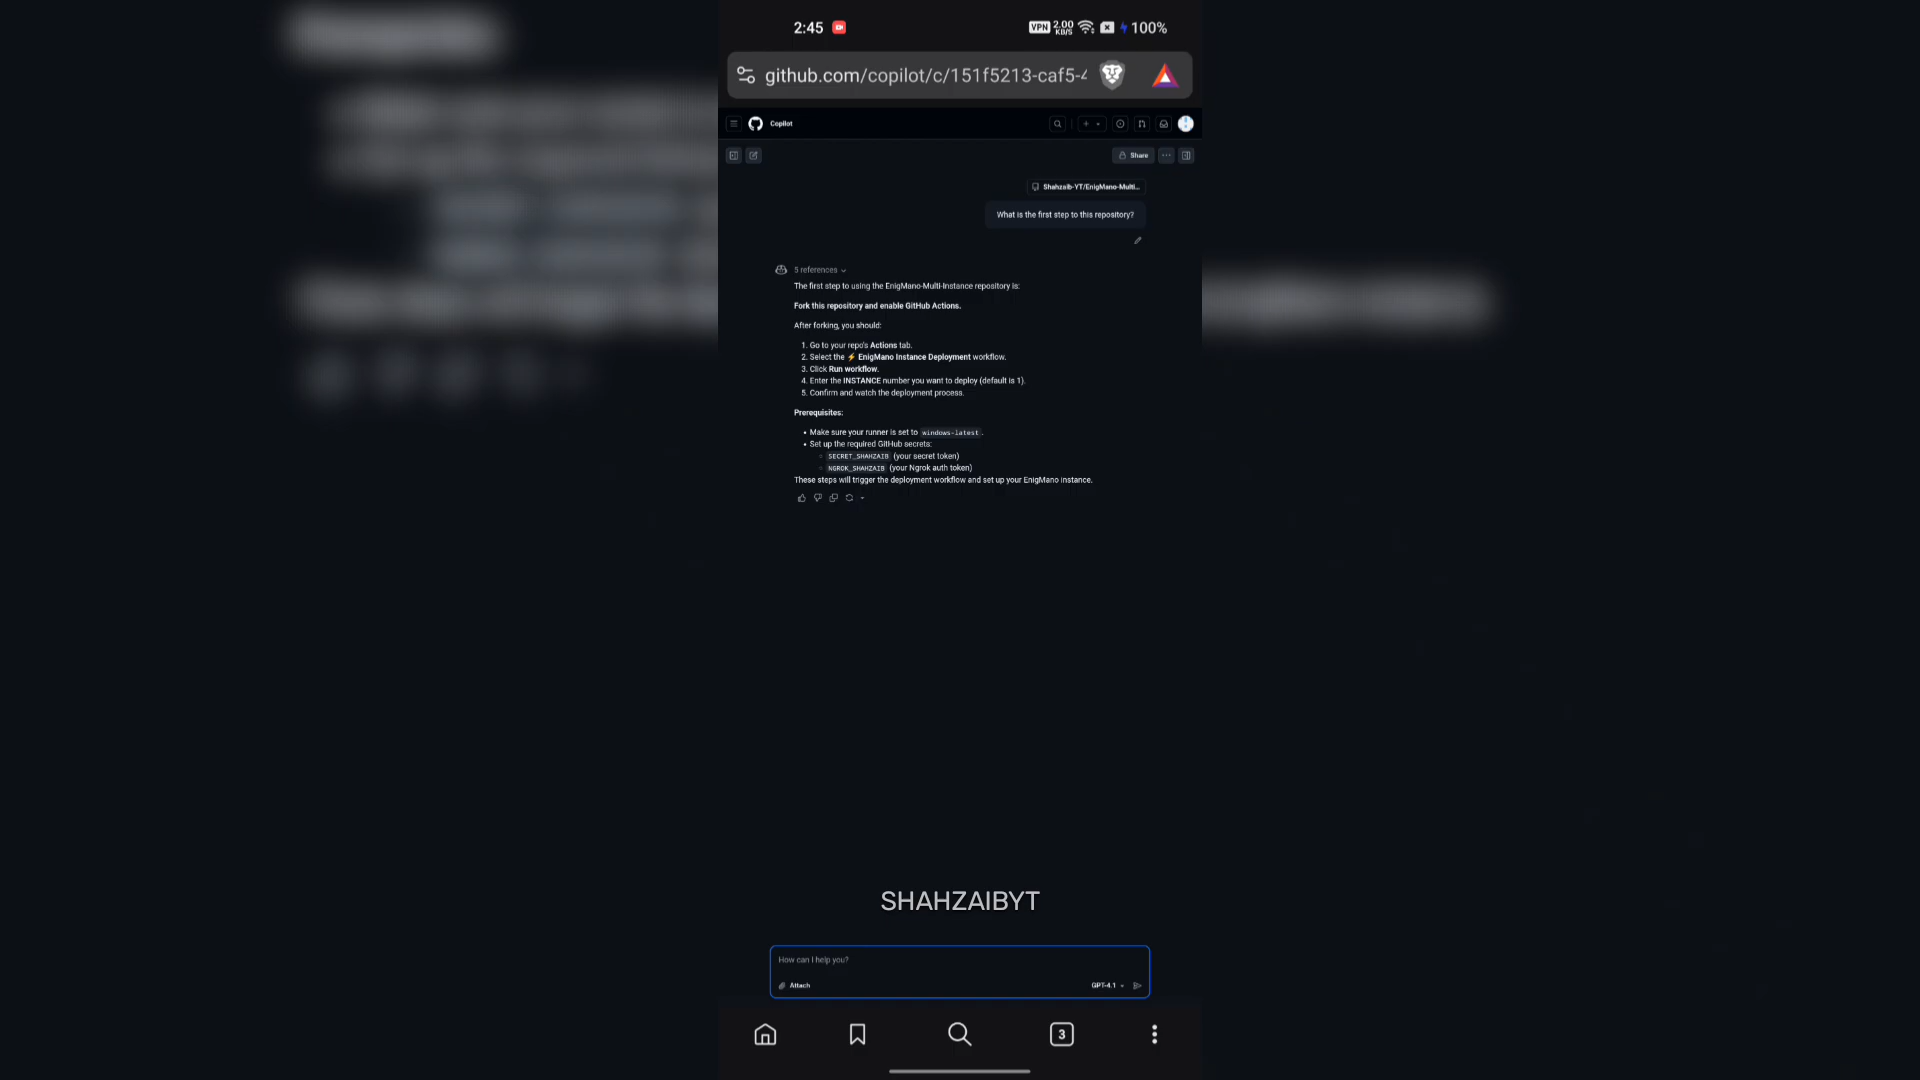 2:45
VPN 2.00 KB/S 100%
github.com/copilot/c/151f5213-caf5-4
Copilot
Share
Shahzaib-YT/EnigMano-Multi...
What is the first step to this repository?
5 references
The first step to using the EnigMano-Multi-Instance repository is:
Fork this repository and enable GitHub Actions.
After forking, you should:
1. Go to your repo's Actions tab.
2. Select the ⚡ EnigMano Instance Deployment workflow.
3. Click Run workflow.
4. Enter the INSTANCE number you want to deploy (default is 1).
5. Confirm and watch the deployment process.
Prerequisites:
• Make sure your runner is set to windows-latest.
• Set up the required GitHub secrets:
○ SECRET_SHAHZAIB (your secret token)
○ NGROK_SHAHZAIB (your Ngrok auth token)
These steps will trigger the deployment workflow and set up your EnigMano instance.
SHAHZAIBYT
How can I help you?
Attach GPT-4.1
3